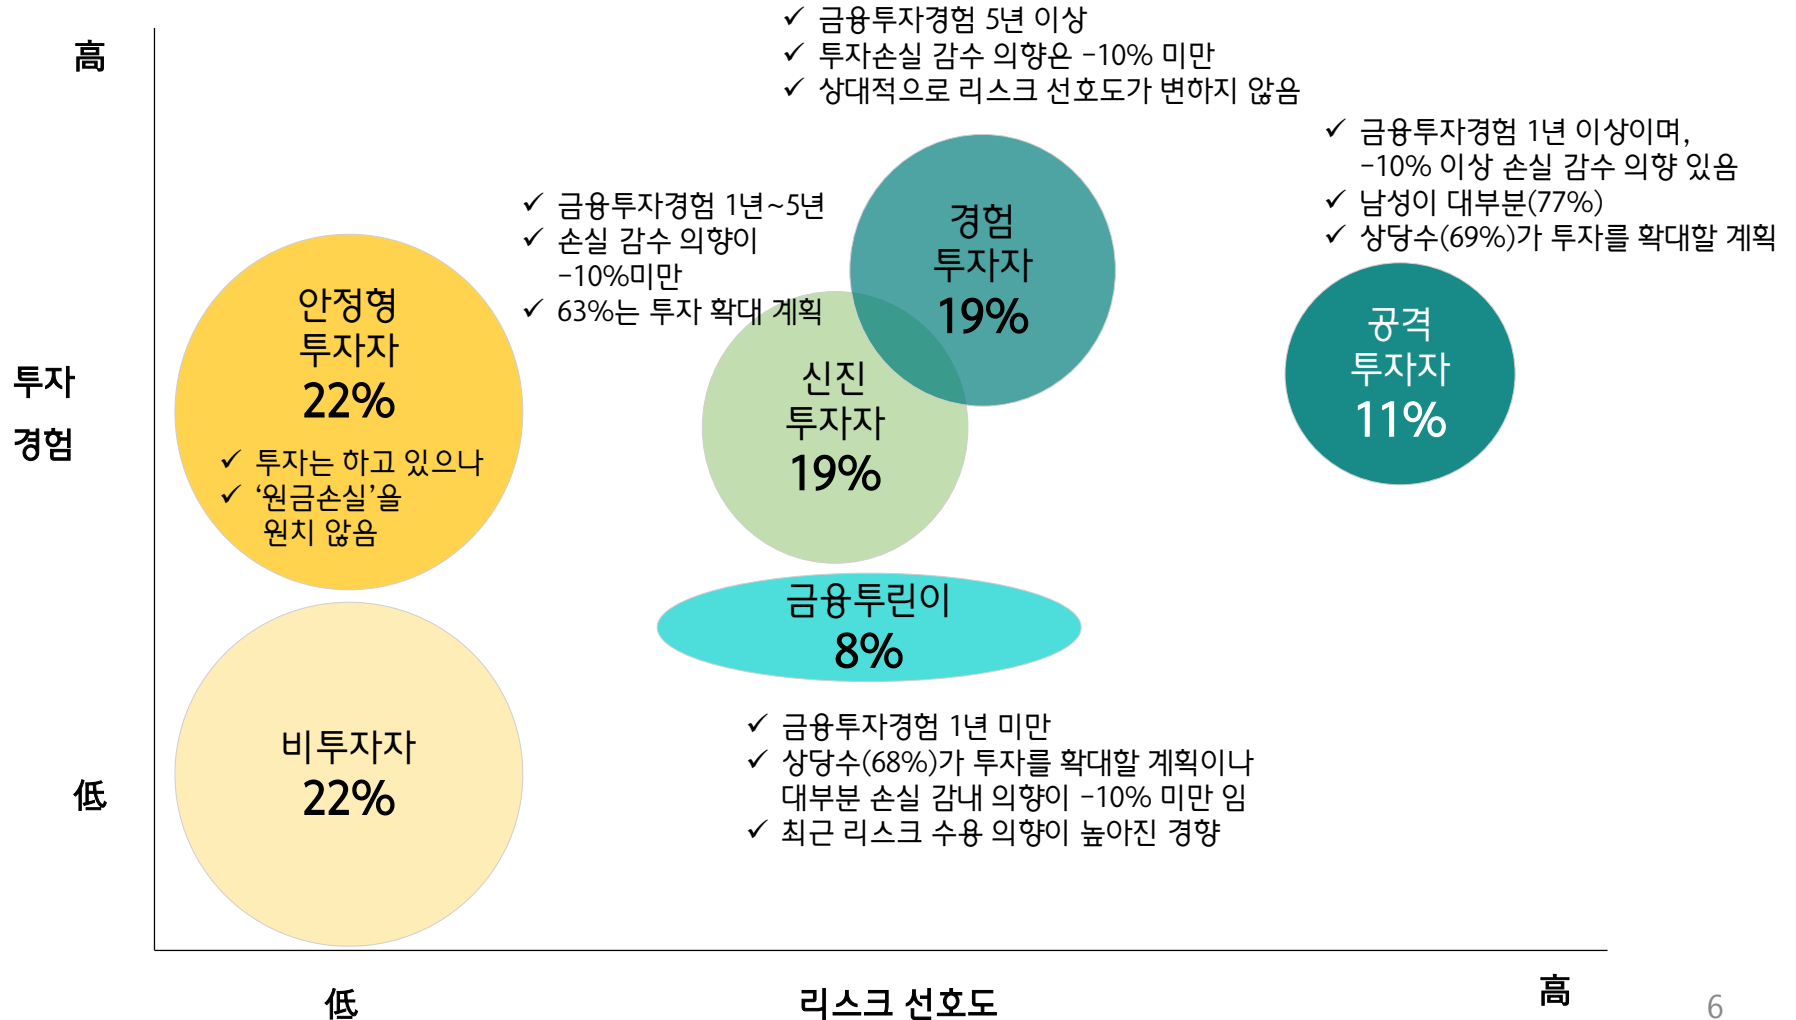 ✓ 금융투자경험 5년 이상
✓ 투자손실 감수 의향은 -10% 미만
✓ 상대적으로 리스크 선호도가 변하지 않음
高
✓ 금융투자경험 1년 이상이며,
-10% 이상 손실 감수 의향 있음
✓ 남성이 대부분(77%)
✓ 상당수(69%)가 투자를 확대할 계획
✓ 금융투자경험 1년~5년
✓ 손실 감수 의향이
-10%미만
✓ 63%는 투자 확대 계획
경험
투자자
19%
안정형
투자자
22%
✓ 투자는 하고 있으나
✓ ‘원금손실’을
원치 않음
공격
투자자
11%
신진
투자자
19%
투자
경험
금융투린이
8%
✓ 금융투자경험 1년 미만
✓ 상당수(68%)가 투자를 확대할 계획이나
대부분 손실 감내 의향이 -10% 미만 임
✓ 최근 리스크 수용 의향이 높아진 경향
비투자자
22%
低
低
리스크 선호도
高
6